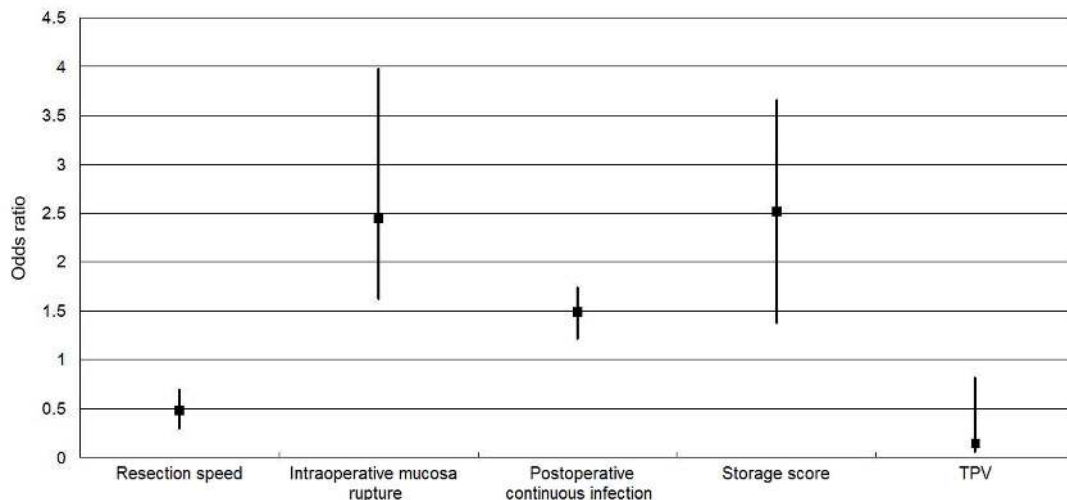 4.5
4
3.5
3
2.5
2
1.5
1
0.5
0
Odds ratio
Resection speed
Intraoperative mucosa
rupture
Postoperative
continuous infection
Storage score
TPV